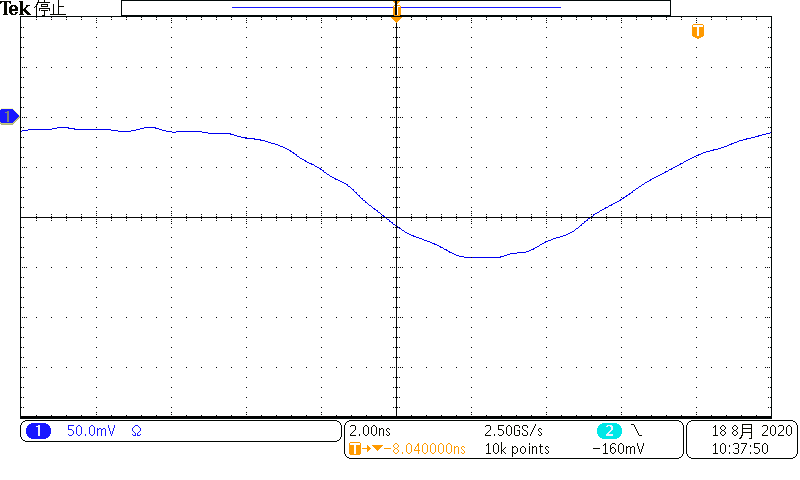 Tek 停止
T
T
1
1 50.0mV Ω
2.00ns 2.50GS/s 2 -160mV
T→▼-8.040000ns 10k points
18 8月 2020
10:37:50